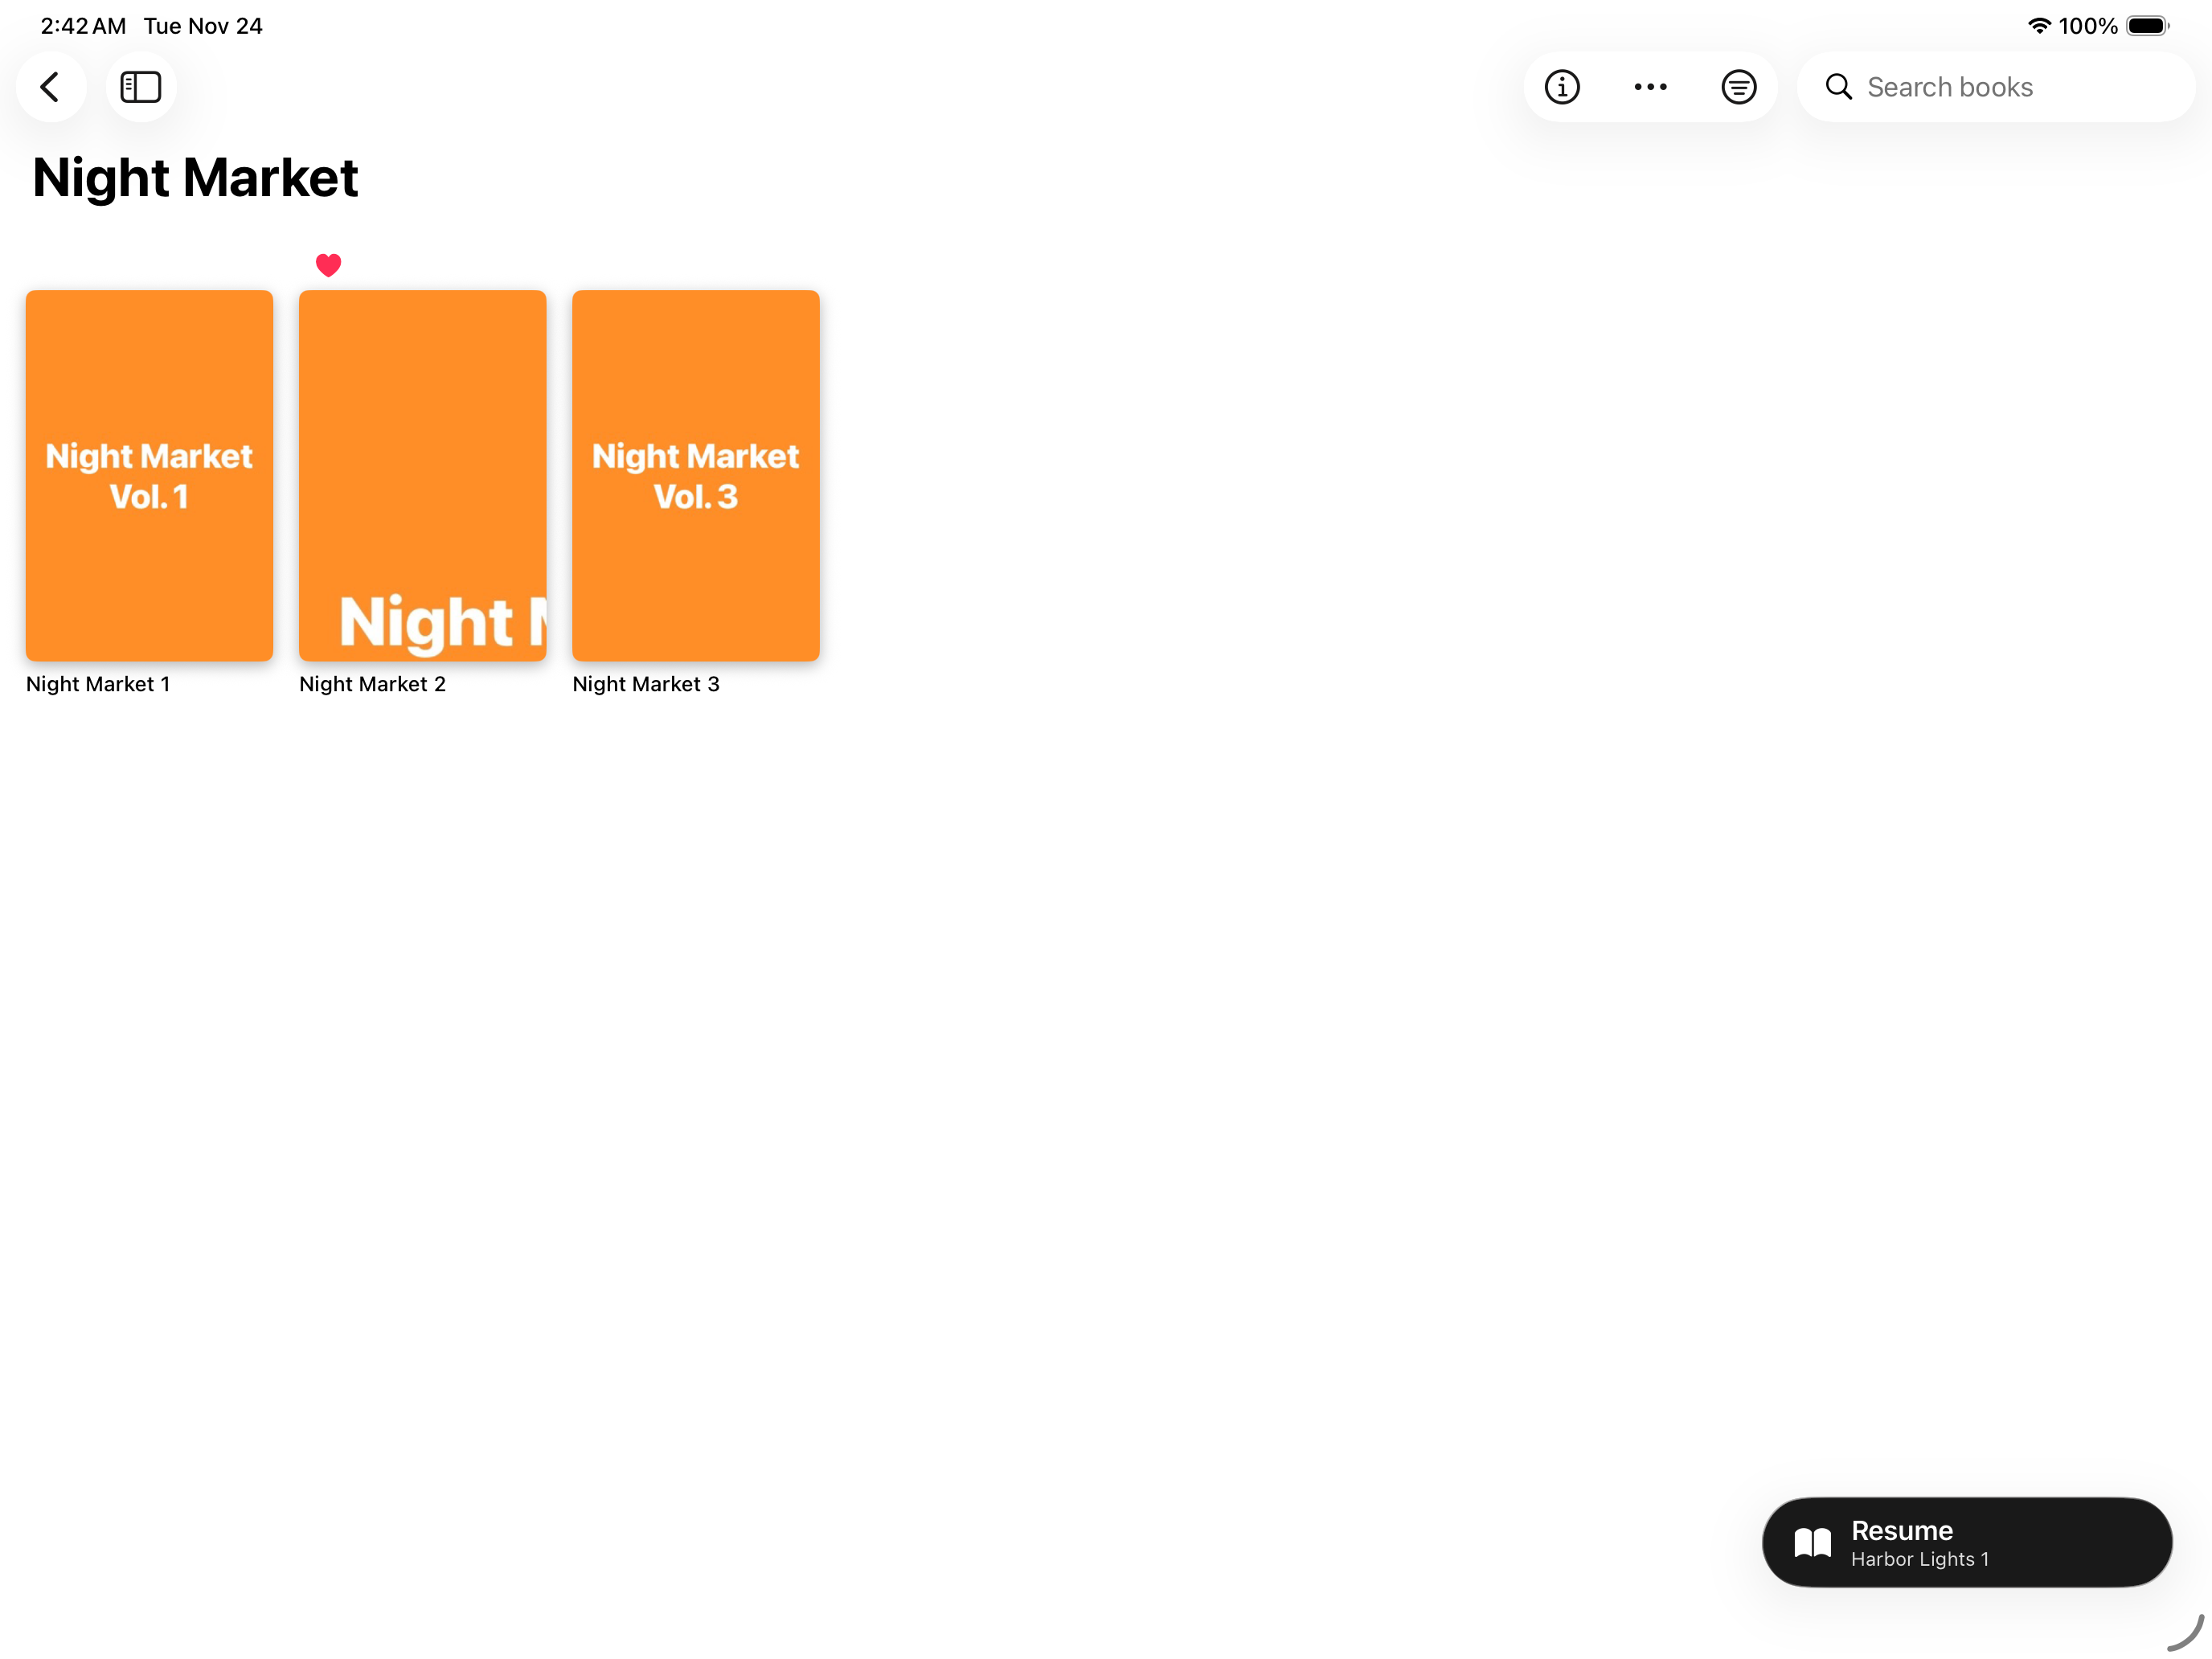 2:42 AM Tue Nov 24
100%
Search books
Night Market
Night Market
Vol. 1
Night
Night Market
Vol. 3
Night Market 1
Night Market 2
Night Market 3
Resume
Harbor Lights 1